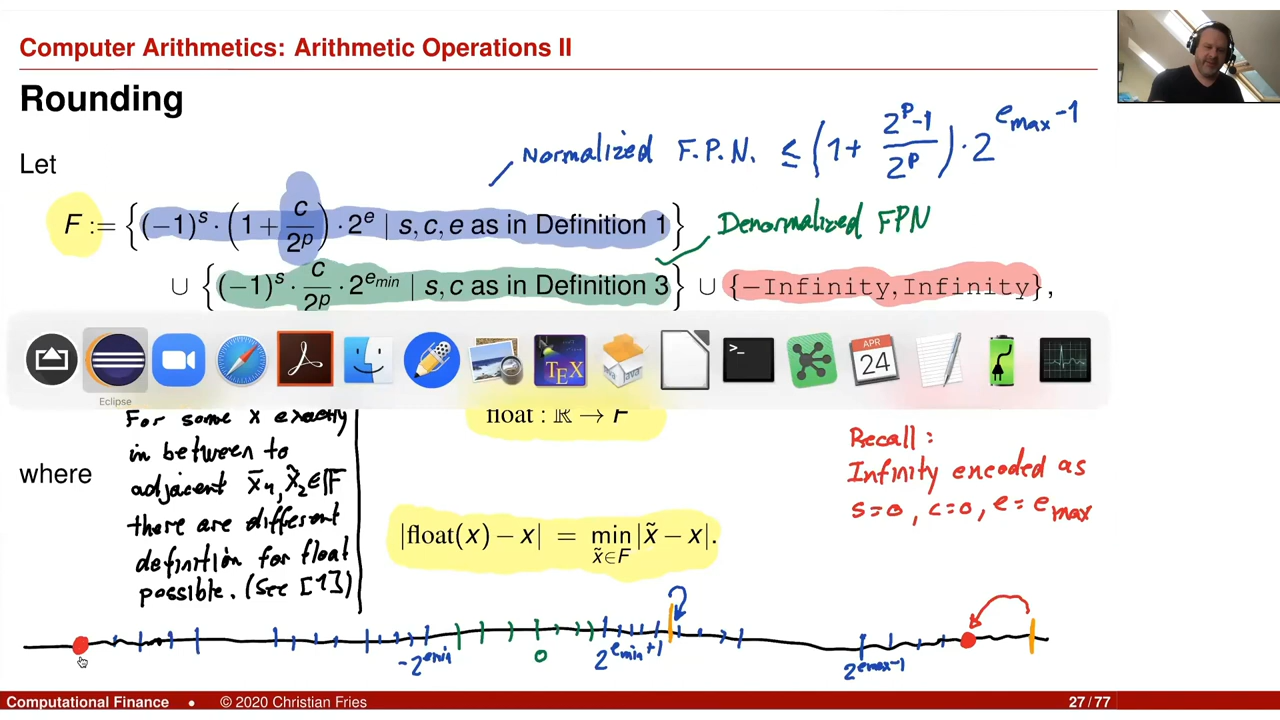 Computer Arithmetics: Arithmetic Operations II
Rounding
Normalized F.P.N. ≤ (1+ 2^p-1 / 2^p) · 2^{e_max -1}
Let
F := {(−1)^s · (1 + c/2^p) · 2^e | s, c, e as in Definition 1}
Denormalized FPN
∪ {(−1)^s · c/2^p · 2^{e_min} | s, c as in Definition 3} ∪ {−Infinity,Infinity},
APR
24
Eclipse
float : ℝ → F
For some x exactly
in between to
adjacent x̃₁, x̃₂ ∈ F
there are different
definition for float
possible. (See [1])
where
|float(x) − x| = min_{x̃∈F} |x̃ − x|.
Recall:
Infinity encoded as
s=0, c=0, e=e_max
-2^{e_min} 0 2^{e_min+1} 2^{e_max-1}
Computational Finance • © 2020 Christian Fries 27 / 77